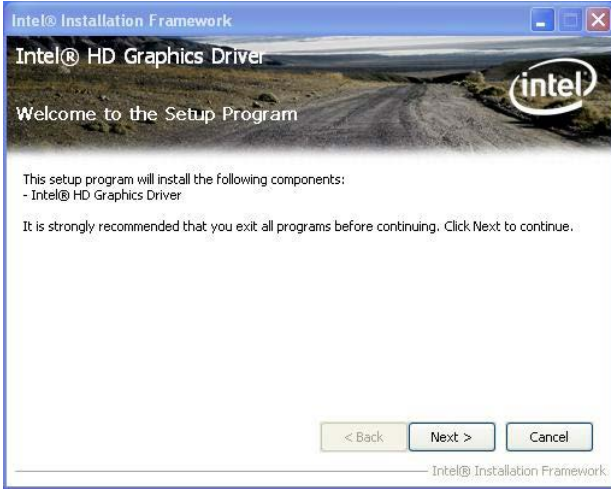 Intel® Installation Framework
Intel® HD Graphics Driver
intel
Welcome to the Setup Program
This setup program will install the following components:
- Intel® HD Graphics Driver
It is strongly recommended that you exit all programs before continuing. Click Next to continue.
< Back Next > Cancel
Intel® Installation Framework